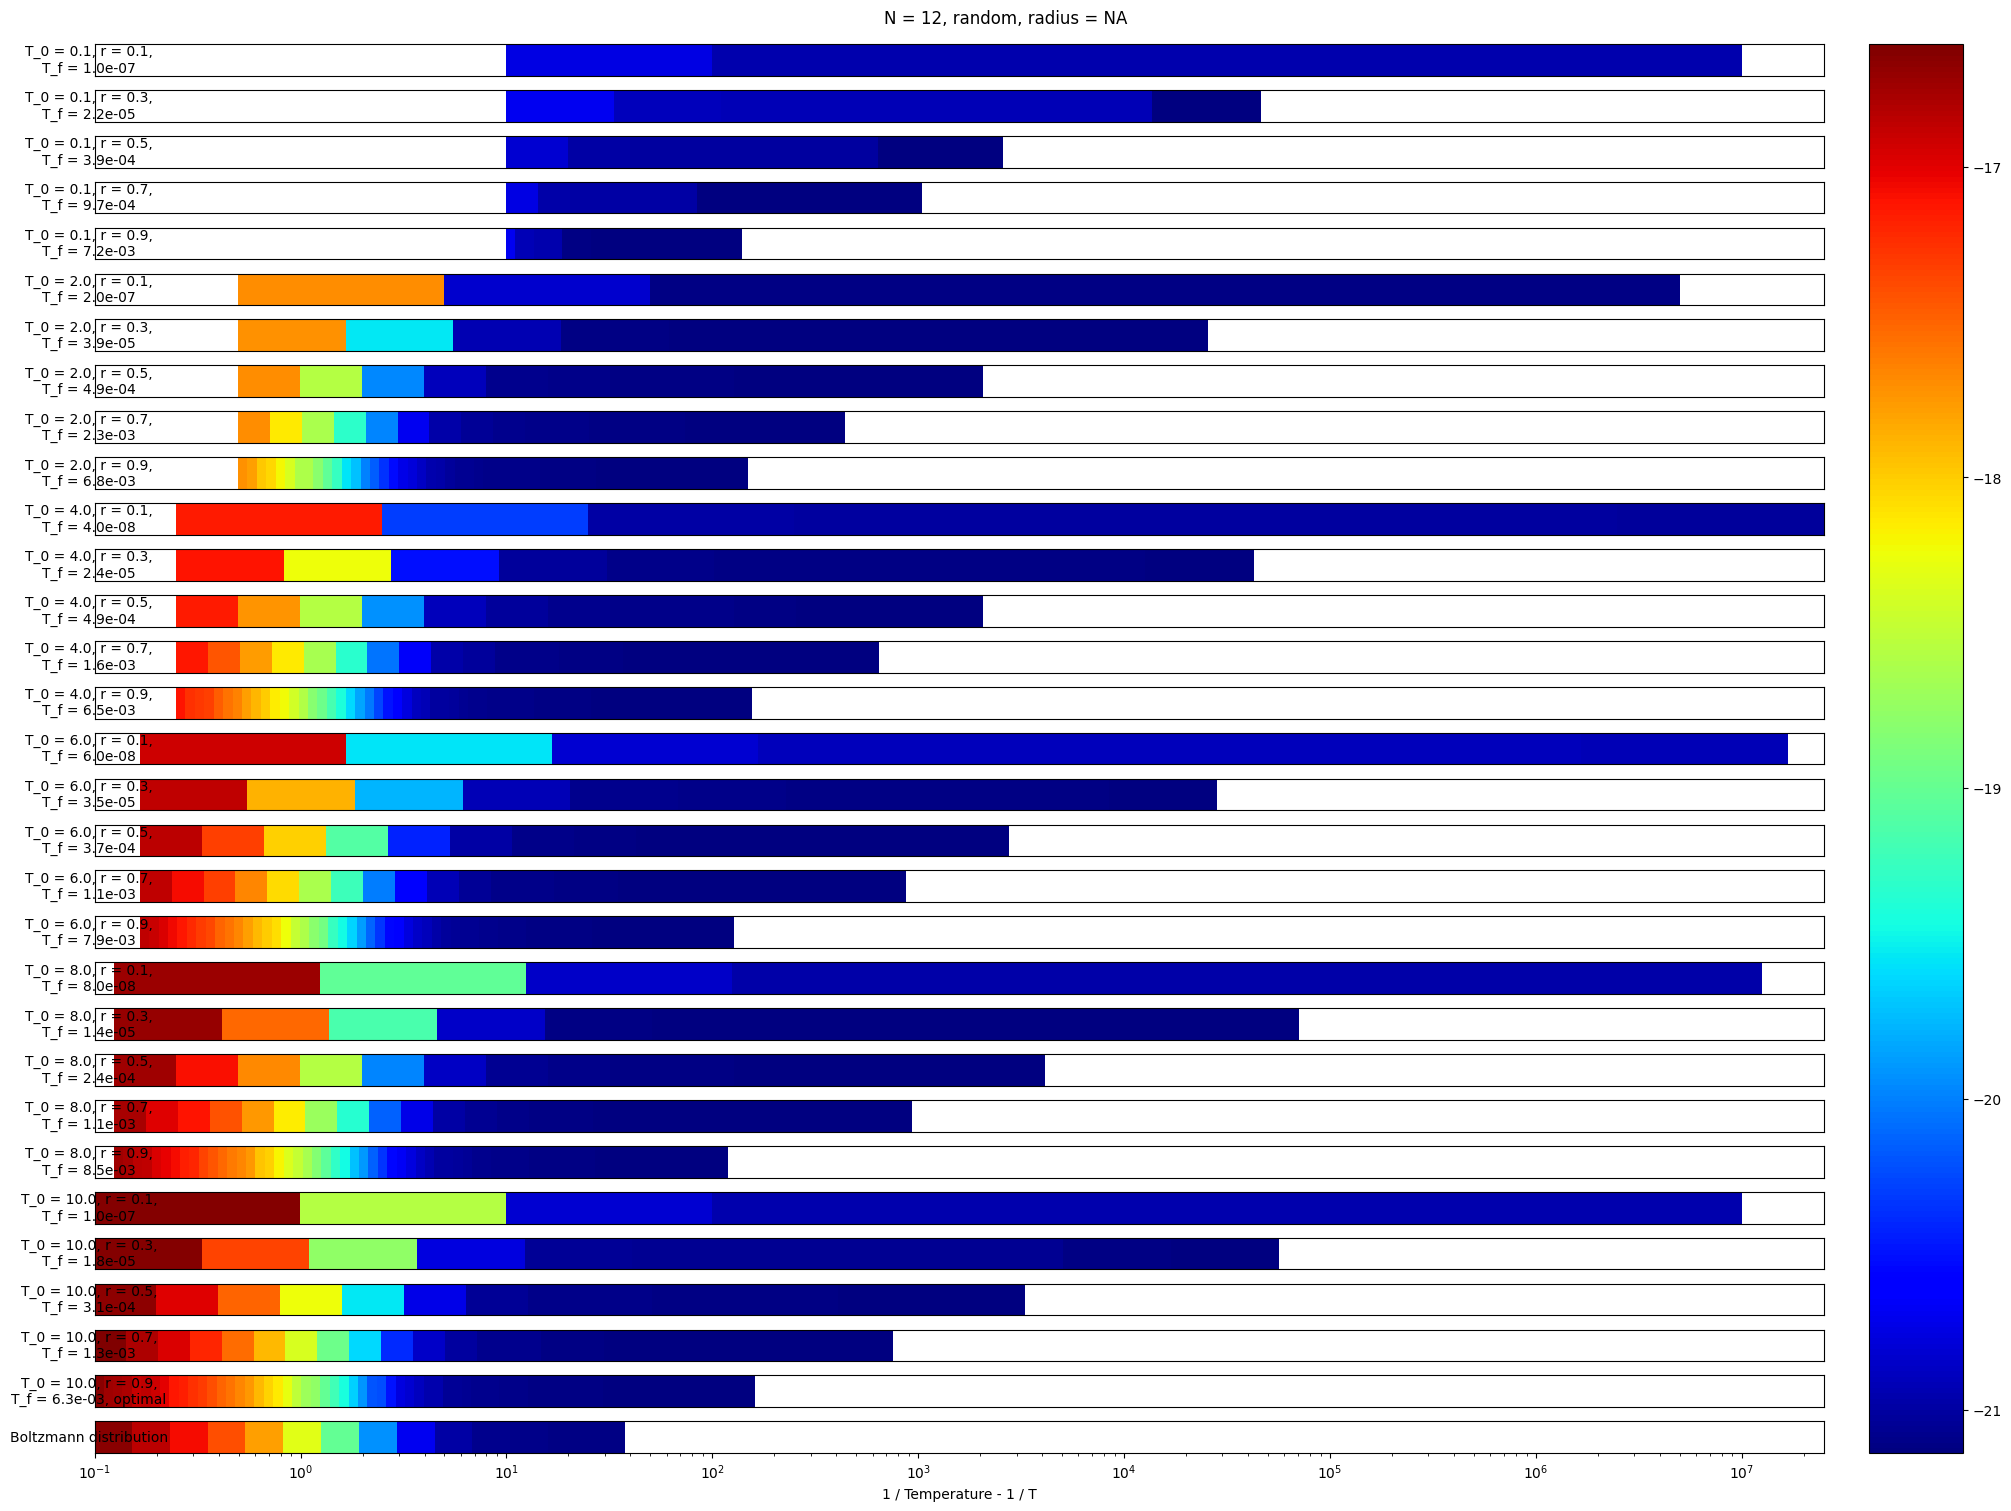 N = 12, random, radius = NA
T_0 = 0.1, r = 0.1,
T_f = 1.0e-07
T_0 = 0.1, r = 0.3,
T_f = 2.2e-05
T_0 = 0.1, r = 0.5,
T_f = 3.9e-04
T_0 = 0.1, r = 0.7,
T_f = 9.7e-04
T_0 = 0.1, r = 0.9,
T_f = 7.2e-03
T_0 = 2.0, r = 0.1,
T_f = 2.0e-07
T_0 = 2.0, r = 0.3,
T_f = 3.9e-05
T_0 = 2.0, r = 0.5,
T_f = 4.9e-04
T_0 = 2.0, r = 0.7,
T_f = 2.3e-03
T_0 = 2.0, r = 0.9,
T_f = 6.8e-03
T_0 = 4.0, r = 0.1,
T_f = 4.0e-08
T_0 = 4.0, r = 0.3,
T_f = 2.4e-05
T_0 = 4.0, r = 0.5,
T_f = 4.9e-04
T_0 = 4.0, r = 0.7,
T_f = 1.6e-03
T_0 = 4.0, r = 0.9,
T_f = 6.5e-03
T_0 = 6.0, r = 0.1,
T_f = 6.0e-08
T_0 = 6.0, r = 0.3,
T_f = 3.5e-05
T_0 = 6.0, r = 0.5,
T_f = 3.7e-04
T_0 = 6.0, r = 0.7,
T_f = 1.1e-03
T_0 = 6.0, r = 0.9,
T_f = 7.9e-03
T_0 = 8.0, r = 0.1,
T_f = 8.0e-08
T_0 = 8.0, r = 0.3,
T_f = 1.4e-05
T_0 = 8.0, r = 0.5,
T_f = 2.4e-04
T_0 = 8.0, r = 0.7,
T_f = 1.1e-03
T_0 = 8.0, r = 0.9,
T_f = 8.5e-03
T_0 = 10.0, r = 0.1,
T_f = 1.0e-07
T_0 = 10.0, r = 0.3,
T_f = 1.8e-05
T_0 = 10.0, r = 0.5,
T_f = 3.1e-04
T_0 = 10.0, r = 0.7,
T_f = 1.3e-03
T_0 = 10.0, r = 0.9,
T_f = 6.3e-03, optimal
Boltzmann distribution
10⁻¹ 10⁰ 10¹ 10² 10³ 10⁴ 10⁵ 10⁶ 10⁷
1 / Temperature - 1 / T
−17
−18
−19
−20
−21